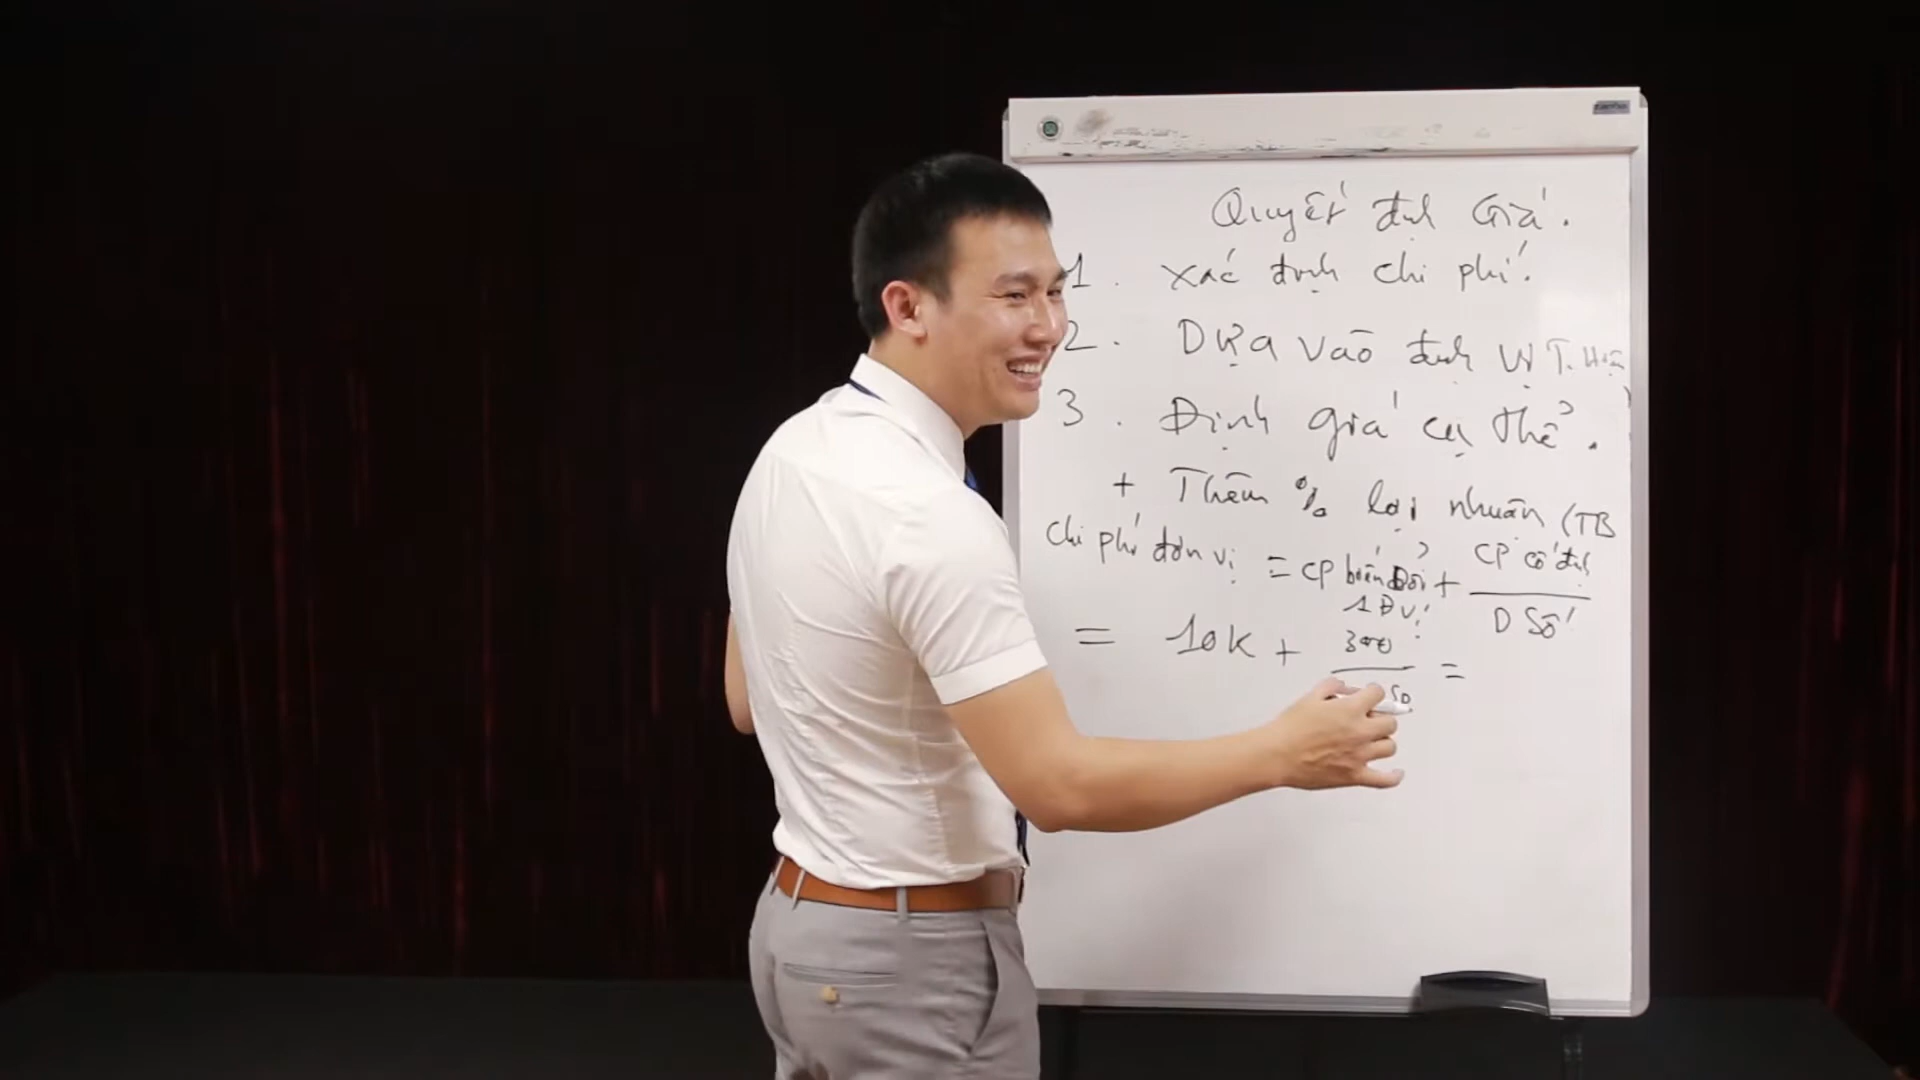 Quyết định Giá.
1. Xác định chi phí.
2. Dựa vào định vị T. Hiệu
3. Định giá cụ thể.
+ Thêm % lợi nhuận (TB
Chi phí đơn vị = CP biến đổi + CP cố định
1 Đ Vị
D Số
= 10K + 300 =
50